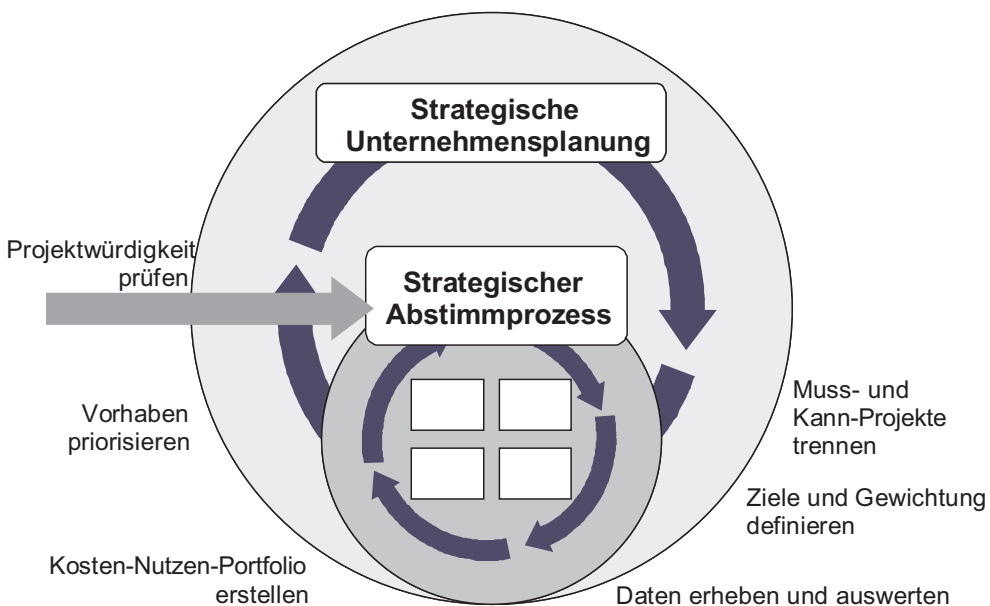 Strategische
Unternehmensplanung
Projektwürdigkeit
prüfen
Strategischer
Abstimmprozess
Muss- und
Kann-Projekte
trennen
Ziele und Gewichtung
definieren
Daten erheben und auswerten
Kosten-Nutzen-Portfolio
erstellen
Vorhaben
priorisieren